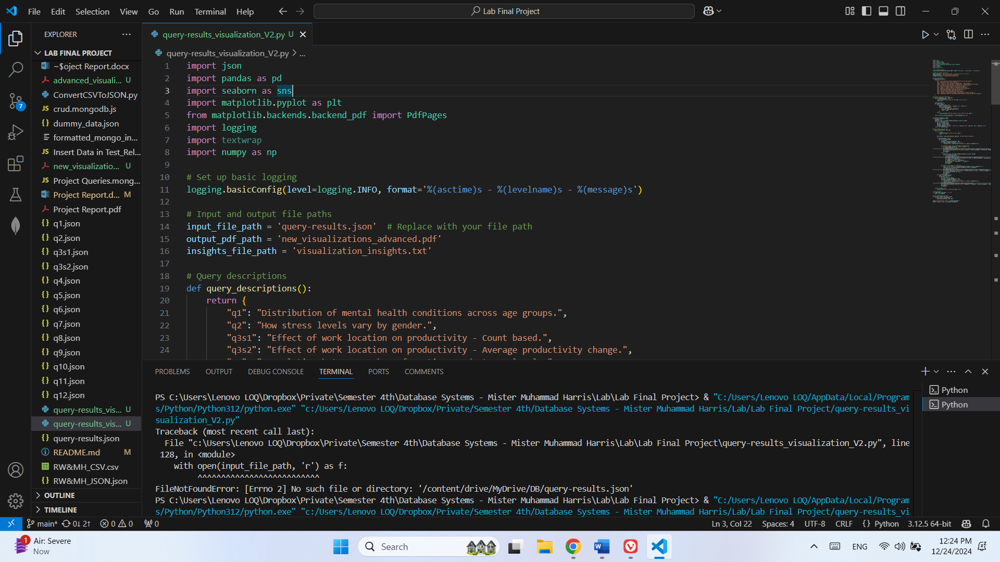 File Edit Selection View Go Run Terminal Help
Lab Final Project
EXPLORER
LAB FINAL PROJECT
~$oject Report.docx
advanced_visuali... U
ConvertCSVToJSON.py
JS crud.mongodb.js
{} dummy_data.json
formatted_mongo_in...
JS Insert Data in Test_Rel...
new_visualizatio... U
JS Project Queries.mong...
Project Report.d... M
Project Report.pdf
{} q1.json
{} q2.json
{} q3s1.json
{} q3s2.json
{} q4.json
{} q5.json
{} q6.json
{} q7.json
{} q8.json
{} q9.json
{} q10.json
{} q11.json
{} q12.json
query-results_vis... U
query-results_vis... U
{} query-results.json
README.md M
RW&MH_CSV.csv
{} RW&MH_JSON.json
OUTLINE
TIMELINE
7
query-results_visualization_V2.py U
query-results_visualization_V2.py > ...
1 import json
2 import pandas as pd
3 import seaborn as sns
4 import matplotlib.pyplot as plt
5 from matplotlib.backends.backend_pdf import PdfPages
6 import logging
7 import textwrap
8 import numpy as np
9
10 # Set up basic logging
11 logging.basicConfig(level=logging.INFO, format='%(asctime)s - %(levelname)s - %(message)s')
12
13 # Input and output file paths
14 input_file_path = 'query-results.json'  # Replace with your file path
15 output_pdf_path = 'new_visualizations_advanced.pdf'
16 insights_file_path = 'visualization_insights.txt'
17
18 # Query descriptions
19 def query_descriptions():
20     return {
21         "q1": "Distribution of mental health conditions across age groups.",
22         "q2": "How stress levels vary by gender.",
23         "q3s1": "Effect of work location on productivity - Count based.",
24         "q3s2": "Effect of work location on productivity - Average productivity change.",
PROBLEMS OUTPUT DEBUG CONSOLE TERMINAL PORTS COMMENTS
Python
Python
PS C:\Users\Lenovo LOQ\Dropbox\Private\Semester 4th\Database Systems - Mister Muhammad Harris\Lab\Lab Final Project> & "C:/Users/Lenovo LOQ/AppData/Local/Program
s/Python/Python312/python.exe" "c:/Users/Lenovo LOQ/Dropbox/Private/Semester 4th/Database Systems - Mister Muhammad Harris/Lab/Lab Final Project/query-results_vi
sualization_V2.py"
Traceback (most recent call last):
  File "c:\Users\Lenovo LOQ\Dropbox\Private\Semester 4th\Database Systems - Mister Muhammad Harris\Lab\Lab Final Project\query-results_visualization_V2.py", line
 128, in <module>
    with open(input_file_path, 'r') as f:
         ^^^^^^^^^^^^^^^^^^^^^^^^^^
FileNotFoundError: [Errno 2] No such file or directory: '/content/drive/MyDrive/DB/query-results.json'
PS C:\Users\Lenovo LOQ\Dropbox\Private\Semester 4th\Database Systems - Mister Muhammad Harris\Lab\Lab Final Project> & "C:/Users/Lenovo LOQ/AppData/Local/Program
s/Python/Python312/python.exe" "c:/Users/Lenovo LOQ/Dropbox/Private/Semester 4th/Database Systems - Mister Muhammad Harris/Lab/Lab Final Project/query-results_vi
main* 0↓ 2↑ 0 0 0
Ln 3, Col 22 Spaces: 4 UTF-8 CRLF {} Python 3.12.5 64-bit
1
Air: Severe
Now
Search
ENG
12:24 PM
12/24/2024